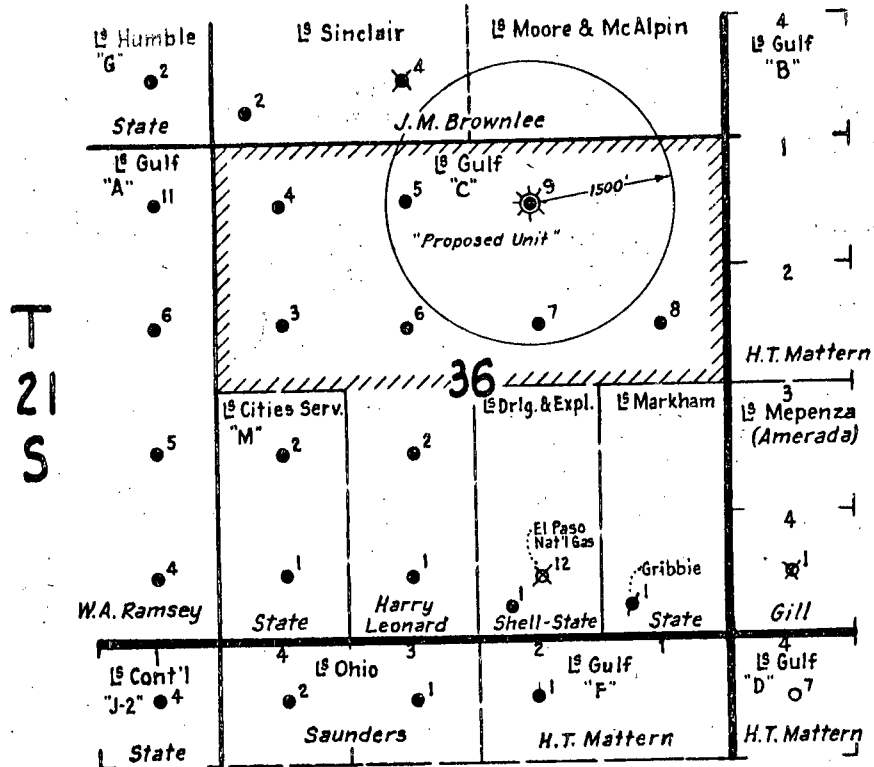 Ls Humble
"G"
2
State
Ls Sinclair
4
2
Ls Moore & McAlpin
J.M. Brownlee
4
Ls Gulf
"B"
1
2
H.T. Mattern
Ls Gulf
"A"
11
6
5
4
W.A. Ramsey
Ls Gulf
"C"
4
5
9
1500'
"Proposed Unit"
3
6
7
8
T
21
S
36
Ls Cities Serv.
"M"
2
1
State
2
1
Harry
Leonard
Ls Drlg. & Expl.
El Paso
Nat'l Gas
12
1
Shell-State
Ls Markham
Gribble
1
State
3
Ls Mepenza
(Amerada)
4
1
Gill
Ls Cont'l
"J-2" 4
State
4
3
Ls Ohio
2
1
Saunders
2
1
Ls Gulf
"F"
1
H.T. Mattern
4
Ls Gulf
"D" 7
H.T. Mattern